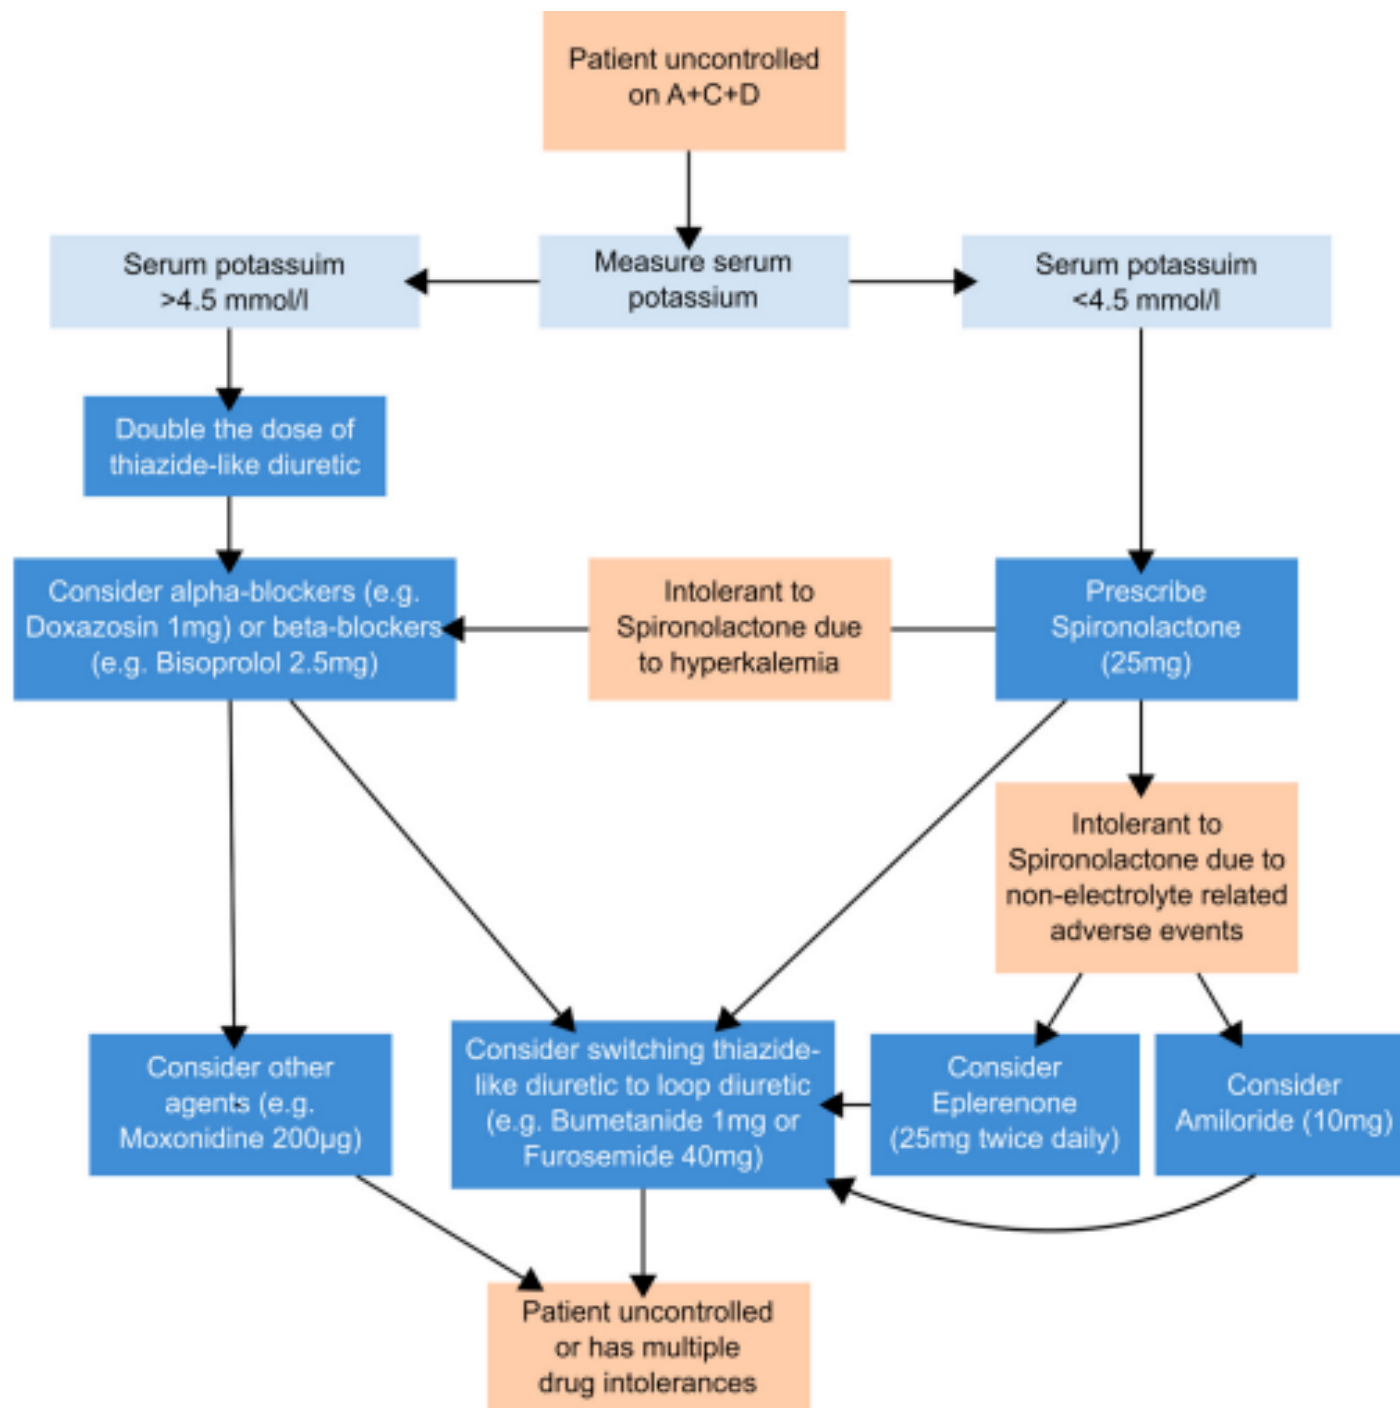 Patient uncontrolled
on A+C+D
Serum potassuim
>4.5 mmol/l
Measure serum
potassium
Serum potassuim
<4.5 mmol/l
Double the dose of
thiazide-like diuretic
Consider alpha-blockers (e.g.
Doxazosin 1mg) or beta-blockers
(e.g. Bisoprolol 2.5mg)
Intolerant to
Spironolactone due
to hyperkalemia
Prescribe
Spironolactone
(25mg)
Intolerant to
Spironolactone due to
non-electrolyte related
adverse events
Consider other
agents (e.g.
Moxonidine 200µg)
Consider switching thiazide-
like diuretic to loop diuretic
(e.g. Bumetanide 1mg or
Furosemide 40mg)
Consider
Eplerenone
(25mg twice daily)
Consider
Amiloride (10mg)
Patient uncontrolled
or has multiple
drug intolerances